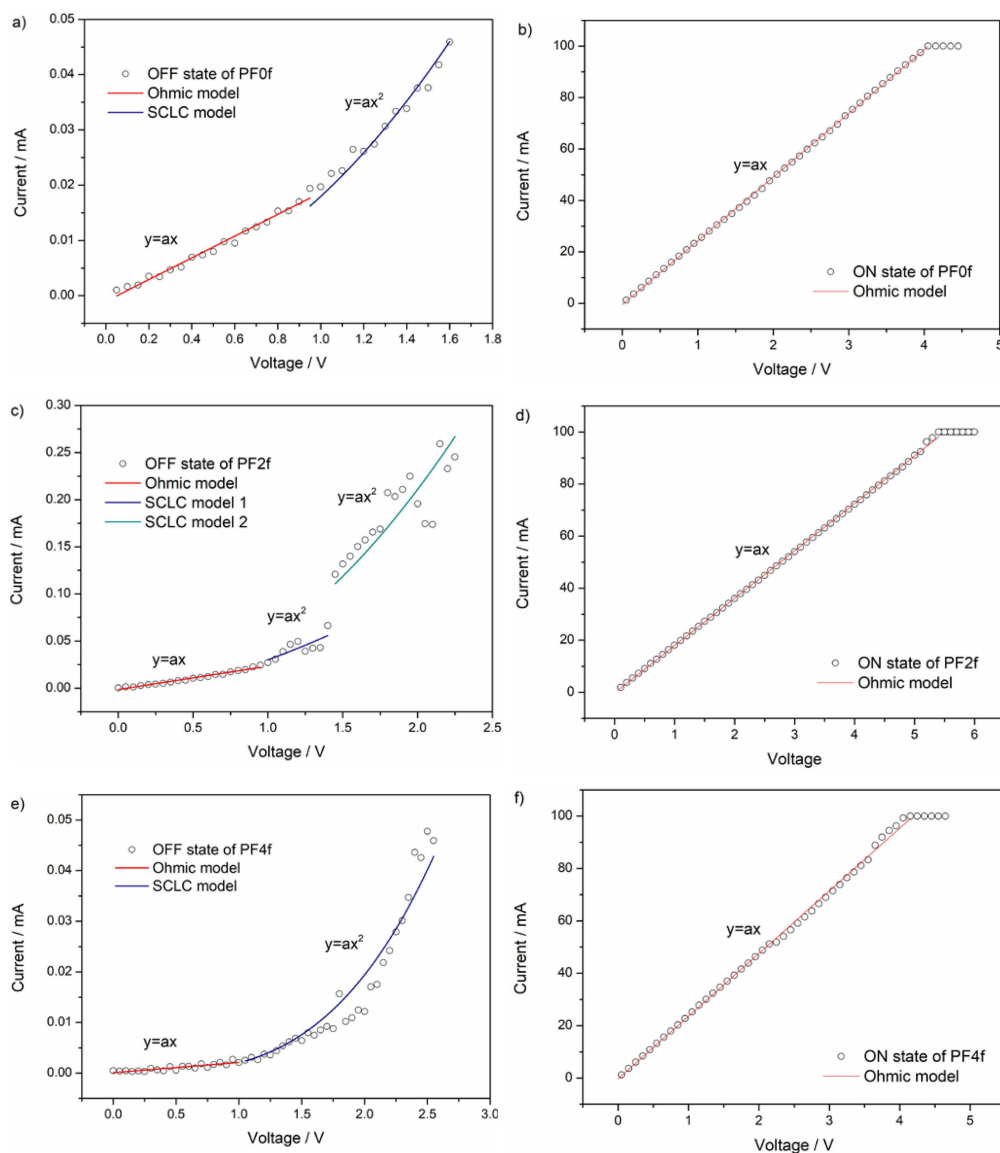 a)
0.05
0.04
0.03
0.02
0.01
0.00
Current / mA
OFF state of PF0f
Ohmic model
SCLC model
y=ax²
y=ax
0.0 0.2 0.4 0.6 0.8 1.0 1.2 1.4 1.6 1.8
Voltage / V
b)
100
80
60
40
20
0
Current / mA
y=ax
ON state of PF0f
Ohmic model
0 1 2 3 4 5
Voltage / V
c)
0.30
0.25
0.20
0.15
0.10
0.05
0.00
Current / mA
OFF state of PF2f
Ohmic model
SCLC model 1
SCLC model 2
y=ax²
y=ax²
y=ax
0.0 0.5 1.0 1.5 2.0 2.5
Voltage / V
d)
100
80
60
40
20
0
Current / mA
y=ax
ON state of PF2f
Ohmic model
0 1 2 3 4 5 6
Voltage
e)
0.05
0.04
0.03
0.02
0.01
0.00
Current / mA
OFF state of PF4f
Ohmic model
SCLC model
y=ax²
y=ax
0.0 0.5 1.0 1.5 2.0 2.5 3.0
Voltage / V
f)
100
80
60
40
20
0
Current / mA
y=ax
ON state of PF4f
Ohmic model
0 1 2 3 4 5
Voltage / V